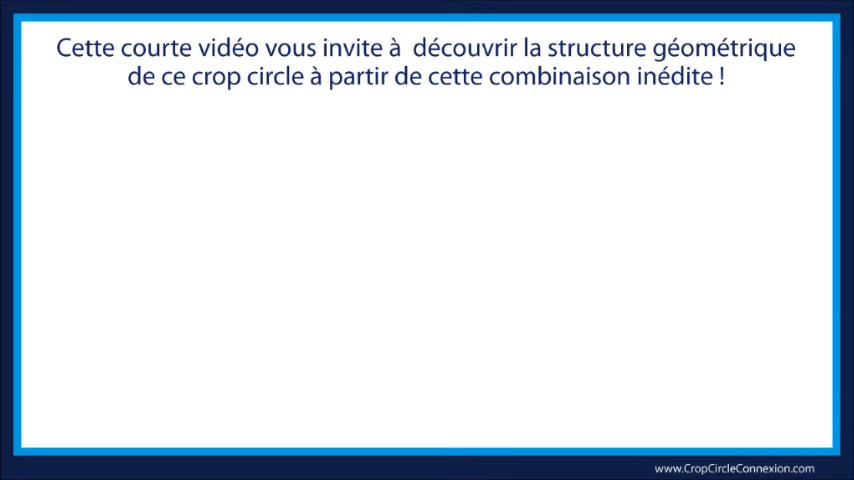 Cette courte vidéo vous invite à découvrir la structure géométrique
de ce crop circle à partir de cette combinaison inédite !
www.CropCircleConnexion.com